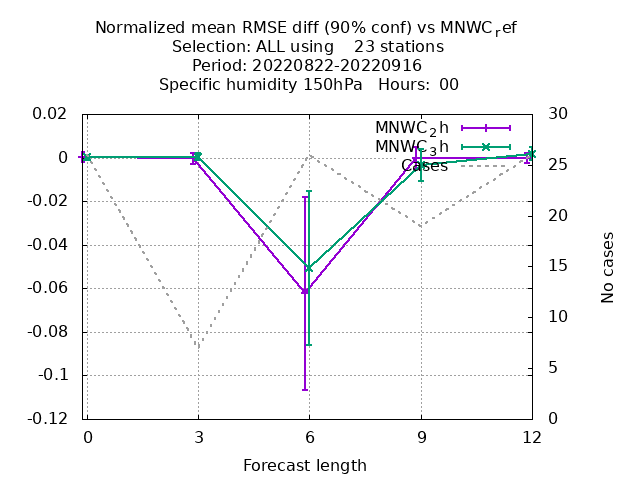 Normalized mean RMSE diff (90% conf) vs MNWC_ref
Selection: ALL using    23 stations
Period: 20220822-20220916
Specific humidity 150hPa   Hours:  00
MNWC_2h
MNWC_3h
Cases
0.02
0
-0.02
-0.04
-0.06
-0.08
-0.1
-0.12
30
25
20
15
10
5
0
No cases
0 3 6 9 12
Forecast length